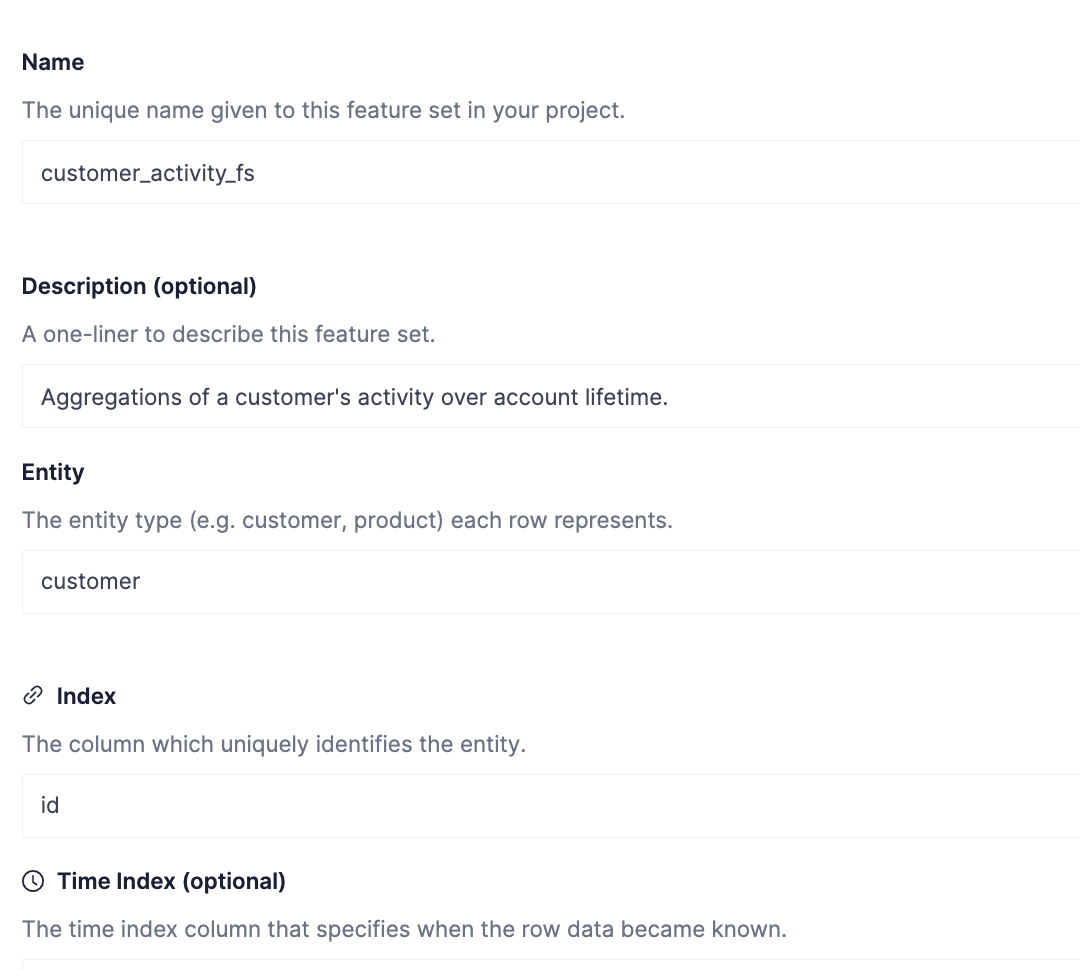 Name
The unique name given to this feature set in your project.
customer_activity_fs
Description (optional)
A one-liner to describe this feature set.
Aggregations of a customer's activity over account lifetime.
Entity
The entity type (e.g. customer, product) each row represents.
customer
Index
The column which uniquely identifies the entity.
id
Time Index (optional)
The time index column that specifies when the row data became known.